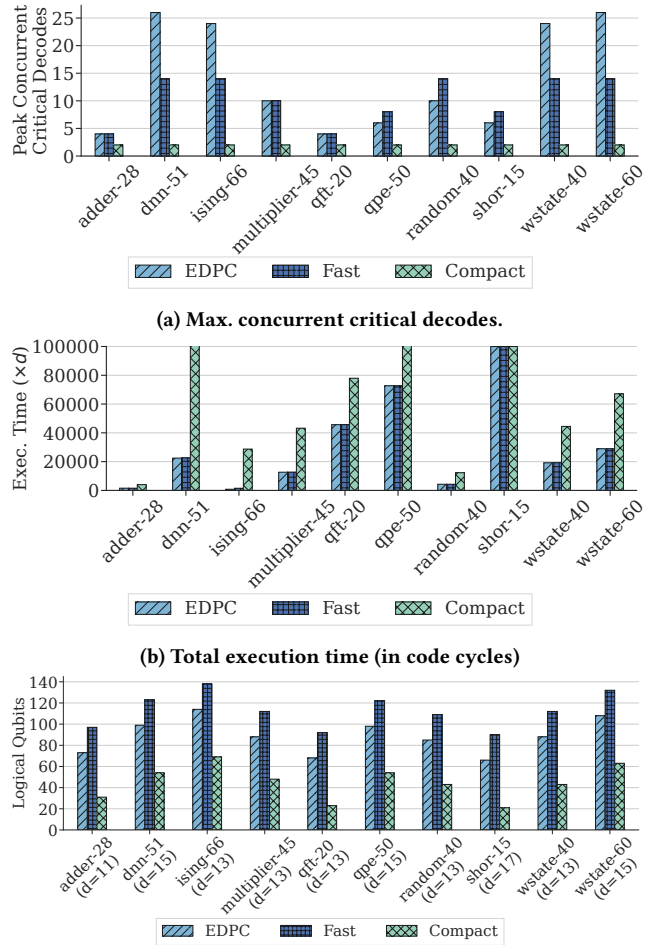 Peak Concurrent
Critical Decodes
25
20
15
10
5
0
adder-28
dnn-51
ising-66
multiplier-45
qft-20
qpe-50
random-40
shor-15
wstate-40
wstate-60
EDPC Fast Compact
(a) Max. concurrent critical decodes.
Exec. Time (×d)
100000
80000
60000
40000
20000
0
adder-28
dnn-51
ising-66
multiplier-45
qft-20
qpe-50
random-40
shor-15
wstate-40
wstate-60
EDPC Fast Compact
(b) Total execution time (in code cycles)
Logical Qubits
140
120
100
80
60
40
20
0
adder-28
(d=11)
dnn-51
(d=15)
ising-66
(d=13)
multiplier-45
(d=13)
qft-20
(d=13)
qpe-50
(d=15)
random-40
(d=13)
shor-15
(d=17)
wstate-40
(d=13)
wstate-60
(d=15)
EDPC Fast Compact